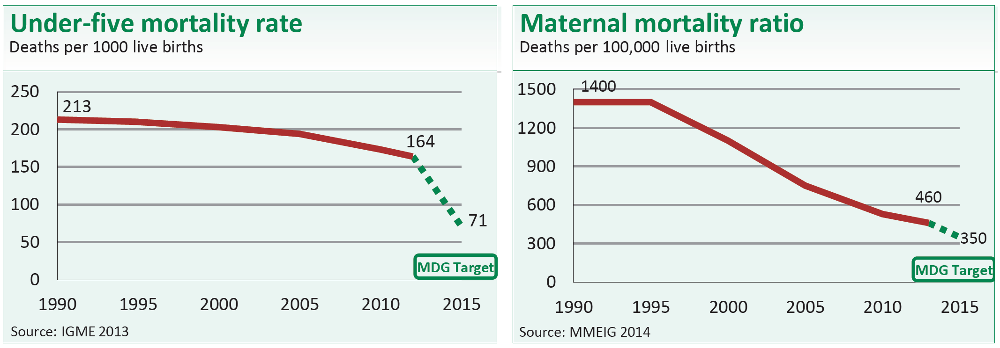 Under-five mortality rate
Deaths per 1000 live births
250
213
200
164
150
100
71
50
MDG Target
0
1990 1995 2000 2005 2010 2015
Source: IGME 2013
Maternal mortality ratio
Deaths per 100,000 live births
1500
1400
1200
900
600
460
300
350
MDG Target
0
1990 1995 2000 2005 2010 2015
Source: MMEIG 2014